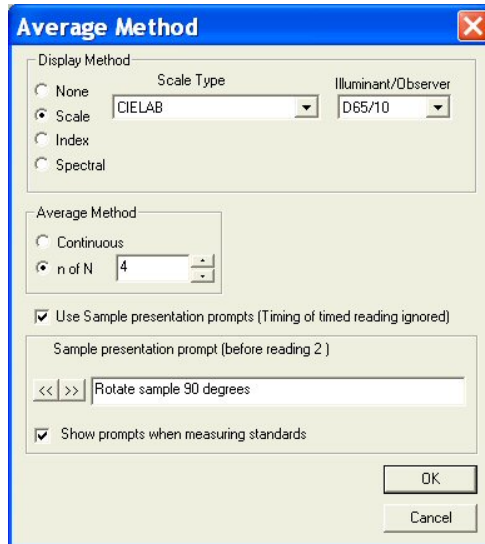 Average Method
Display Method
Scale Type
Illuminant/Observer
None
CIELAB
D65/10
Scale
Index
Spectral
Average Method
Continuous
n of N
4
Use Sample presentation prompts (Timing of timed reading ignored)
Sample presentation prompt (before reading 2 )
<< >> Rotate sample 90 degrees
Show prompts when measuring standards
OK
Cancel